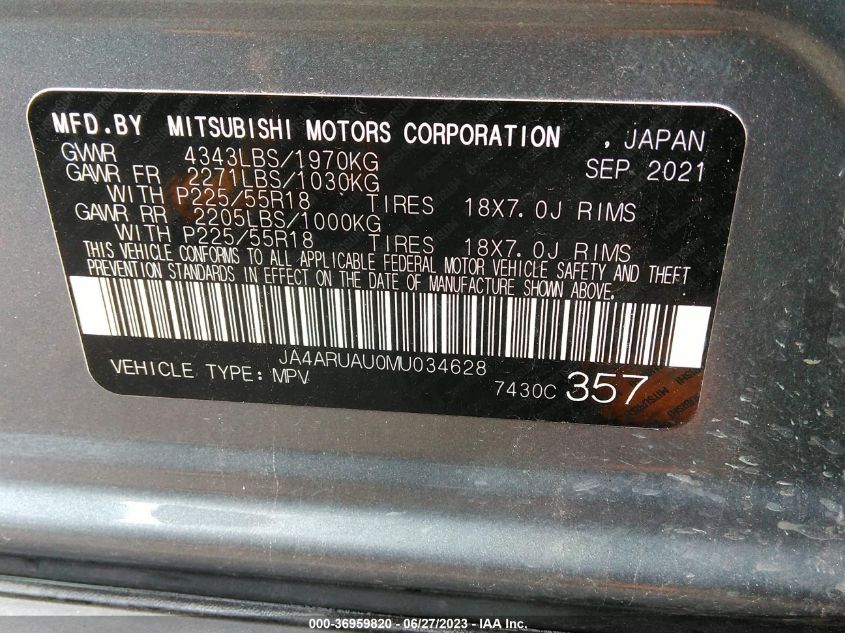 MFD.BY MITSUBISHI MOTORS CORPORATION , JAPAN
GVWR 4343LBS/1970KG SEP 2021
GAWR FR 2271LBS/1030KG
WITH P225/55R18 TIRES 18X7.0J RIMS
GAWR RR 2205LBS/1000KG
WITH P225/55R18 TIRES 18X7.0J RIMS
THIS VEHICLE CONFORMS TO ALL APPLICABLE FEDERAL MOTOR VEHICLE SAFETY AND THEFT
PREVENTION STANDARDS IN EFFECT ON THE DATE OF MANUFACTURE SHOWN ABOVE.
JA4ARUAU0MU034628
VEHICLE TYPE: MPV 7430C 357
000-36959820 - 06/27/2023 - IAA Inc.